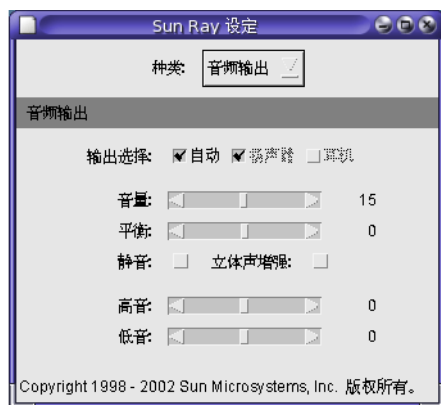 Sun Ray 设定
种类: 音频输出
音频输出
输出选择: 自动 扬声器 耳机
音量: 15
平衡: 0
静音: 立体声增强:
高音: 0
低音: 0
Copyright 1998 - 2002 Sun Microsystems, Inc. 版权所有。